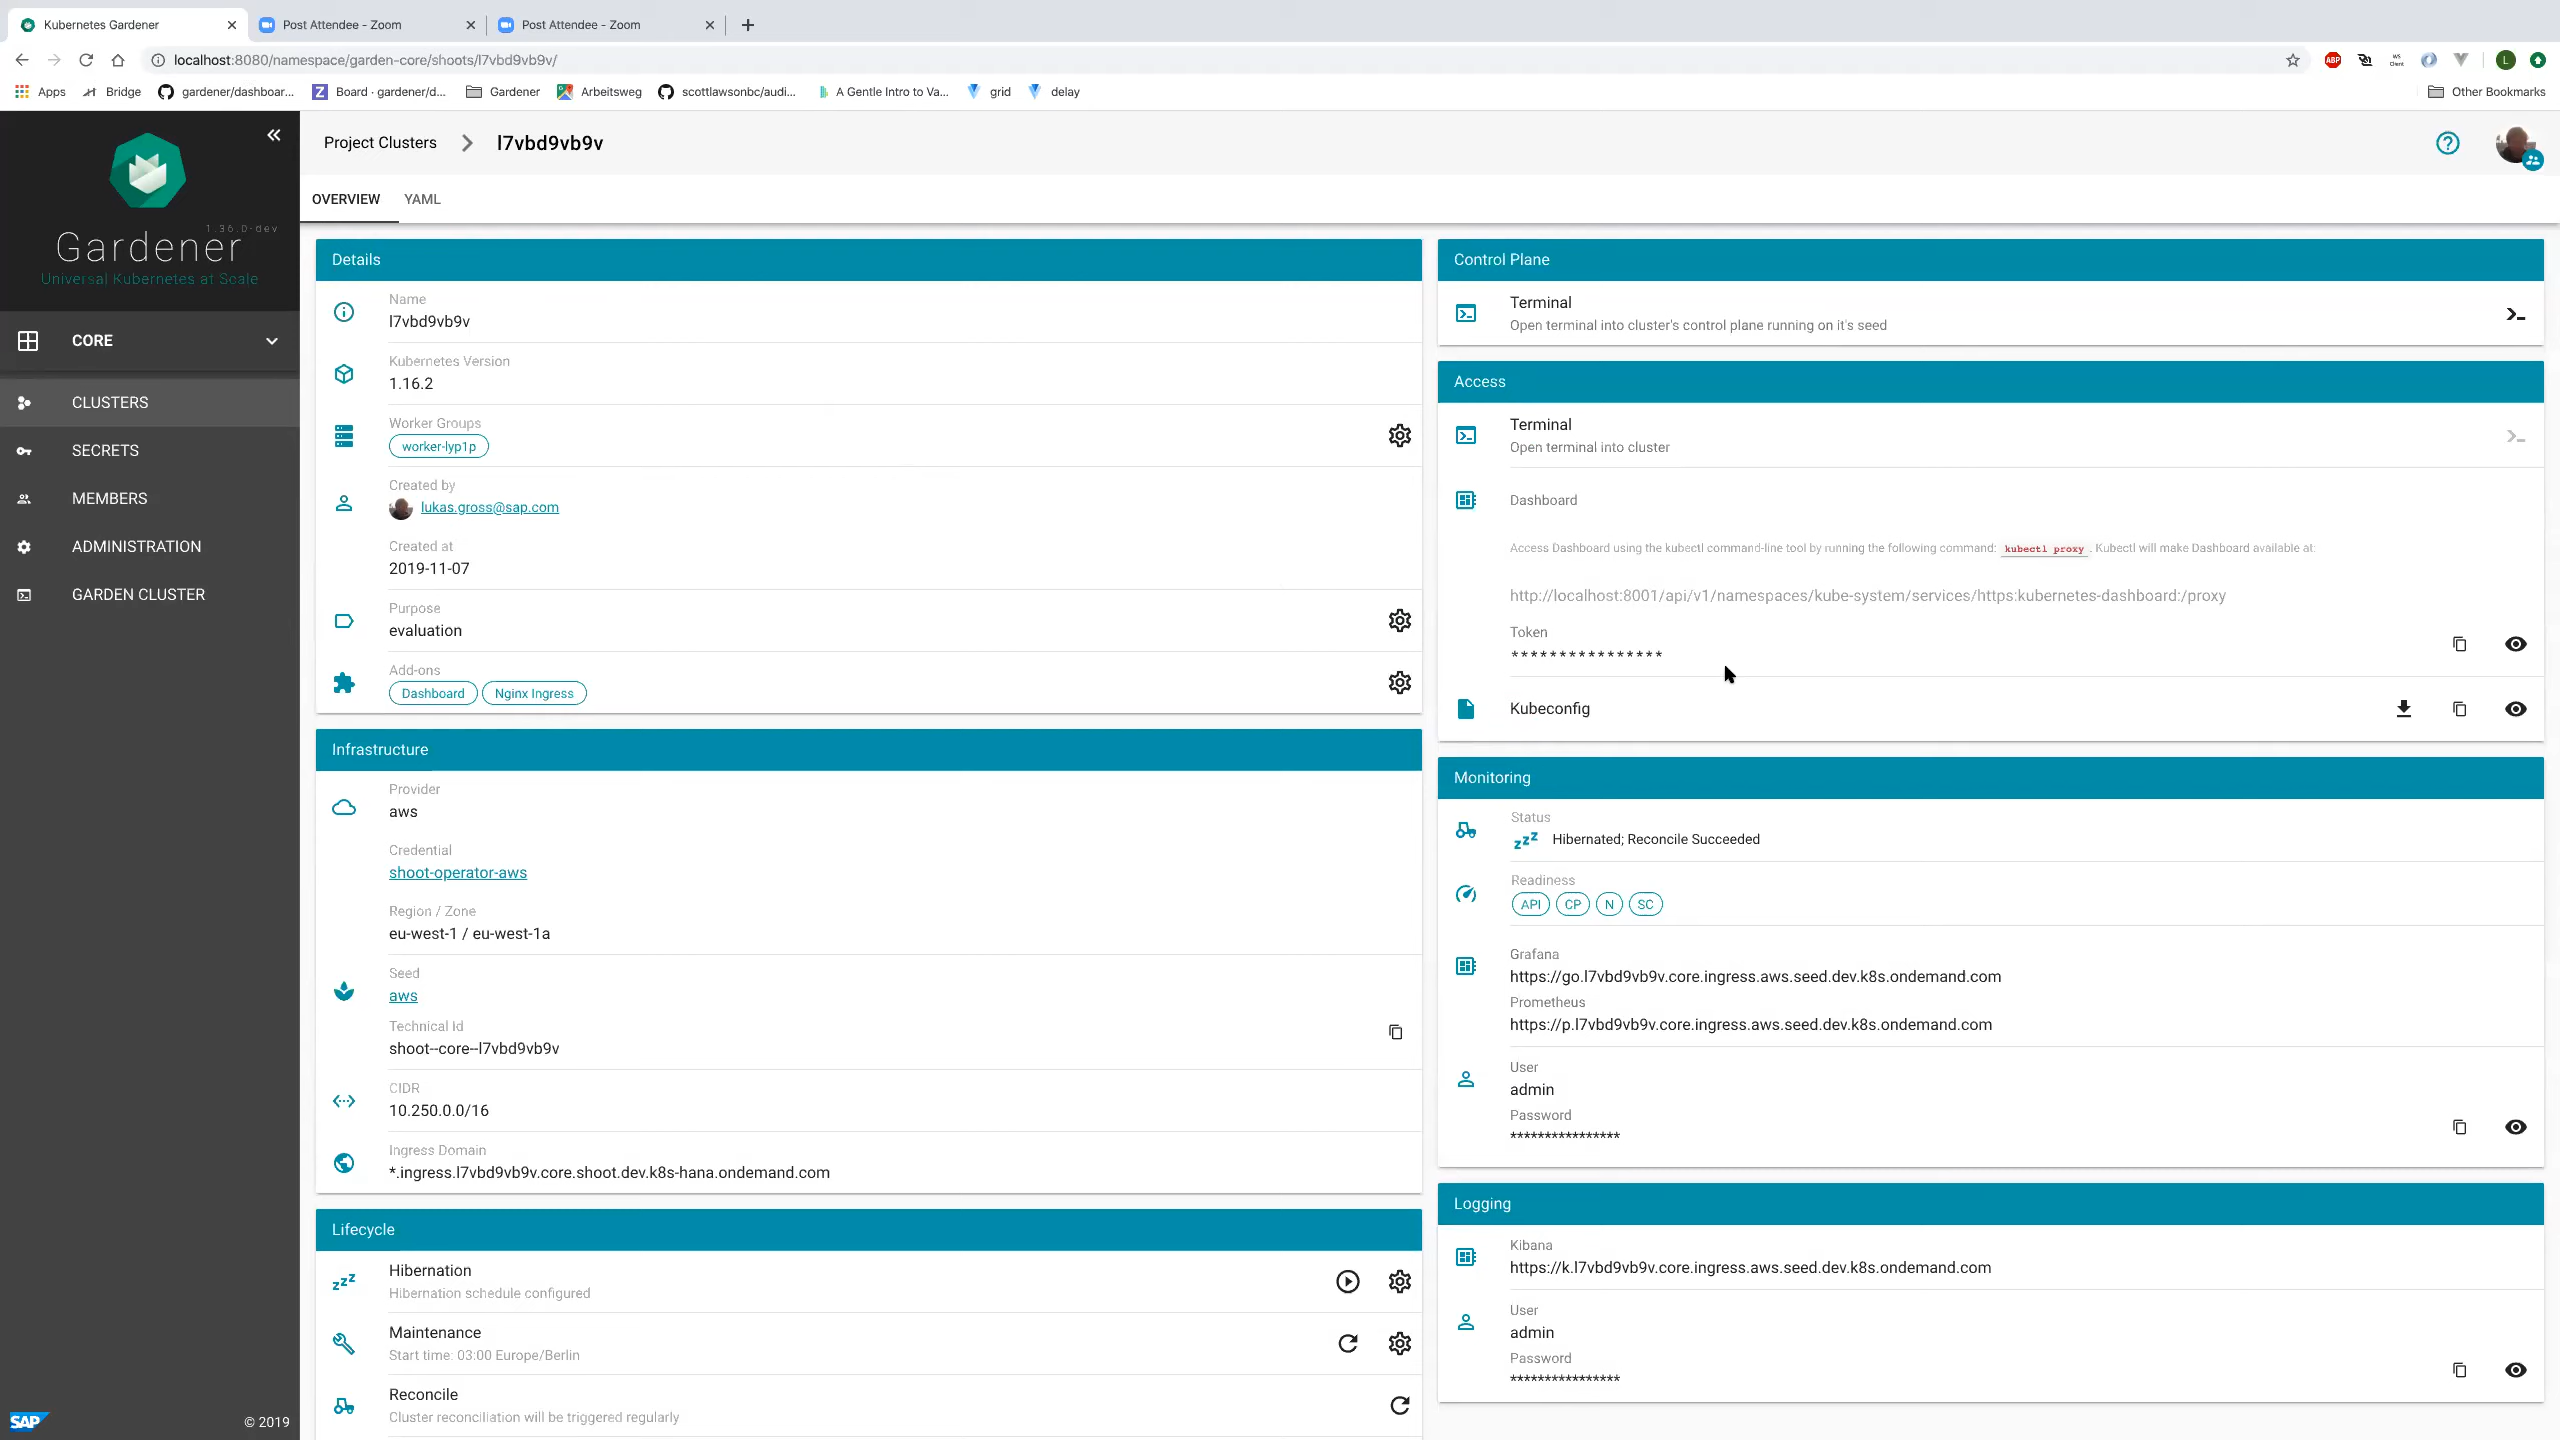 Kubernetes Gardener
Post Attendee - Zoom
Post Attendee - Zoom
localhost:8080/namespace/garden-core/shoots/l7vbd9vb9v/
ABP
L
Apps
Bridge
gardener/dashboar...
Board · gardener/d...
Gardener
Arbeitsweg
scottlawsonbc/audi...
A Gentle Intro to Va...
grid
delay
Other Bookmarks
1.36.0-dev
Gardener
Universal Kubernetes at Scale
CORE
CLUSTERS
SECRETS
MEMBERS
ADMINISTRATION
GARDEN CLUSTER
SAP
© 2019
Project Clusters
l7vbd9vb9v
OVERVIEW
YAML
Details
Name
l7vbd9vb9v
Kubernetes Version
1.16.2
Worker Groups
worker-lyp1p
Created by
lukas.gross@sap.com
Created at
2019-11-07
Purpose
evaluation
Add-ons
Dashboard
Nginx Ingress
Infrastructure
Provider
aws
Credential
shoot-operator-aws
Region / Zone
eu-west-1 / eu-west-1a
Seed
aws
Technical Id
shoot--core--l7vbd9vb9v
CIDR
10.250.0.0/16
Ingress Domain
*.ingress.l7vbd9vb9v.core.shoot.dev.k8s-hana.ondemand.com
Lifecycle
Hibernation
Hibernation schedule configured
Maintenance
Start time: 03:00 Europe/Berlin
Reconcile
Cluster reconciliation will be triggered regularly
Control Plane
Terminal
Open terminal into cluster's control plane running on it's seed
Access
Terminal
Open terminal into cluster
Dashboard
Access Dashboard using the kubectl command-line tool by running the following command: kubectl proxy . Kubectl will make Dashboard available at:
http://localhost:8001/api/v1/namespaces/kube-system/services/https:kubernetes-dashboard:/proxy
Token
****************
Kubeconfig
Monitoring
Status
zzZ Hibernated; Reconcile Succeeded
Readiness
API CP N SC
Grafana
https://go.l7vbd9vb9v.core.ingress.aws.seed.dev.k8s.ondemand.com
Prometheus
https://p.l7vbd9vb9v.core.ingress.aws.seed.dev.k8s.ondemand.com
User
admin
Password
****************
Logging
Kibana
https://k.l7vbd9vb9v.core.ingress.aws.seed.dev.k8s.ondemand.com
User
admin
Password
****************